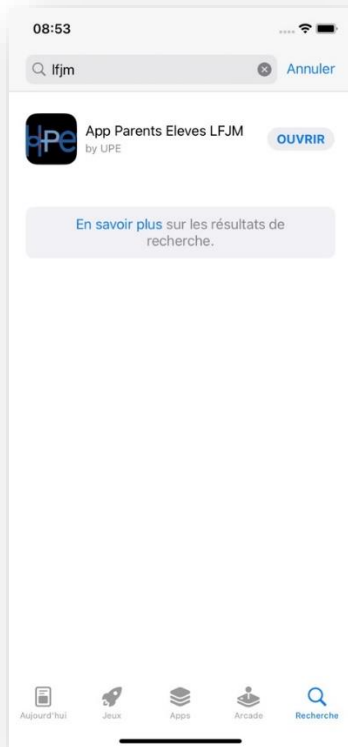 08:53
lfjm
Annuler
UPE
App Parents Eleves LFJM
by UPE
OUVRIR
En savoir plus sur les résultats de
recherche.
Aujourd'hui
Jeux
Apps
Arcade
Recherche